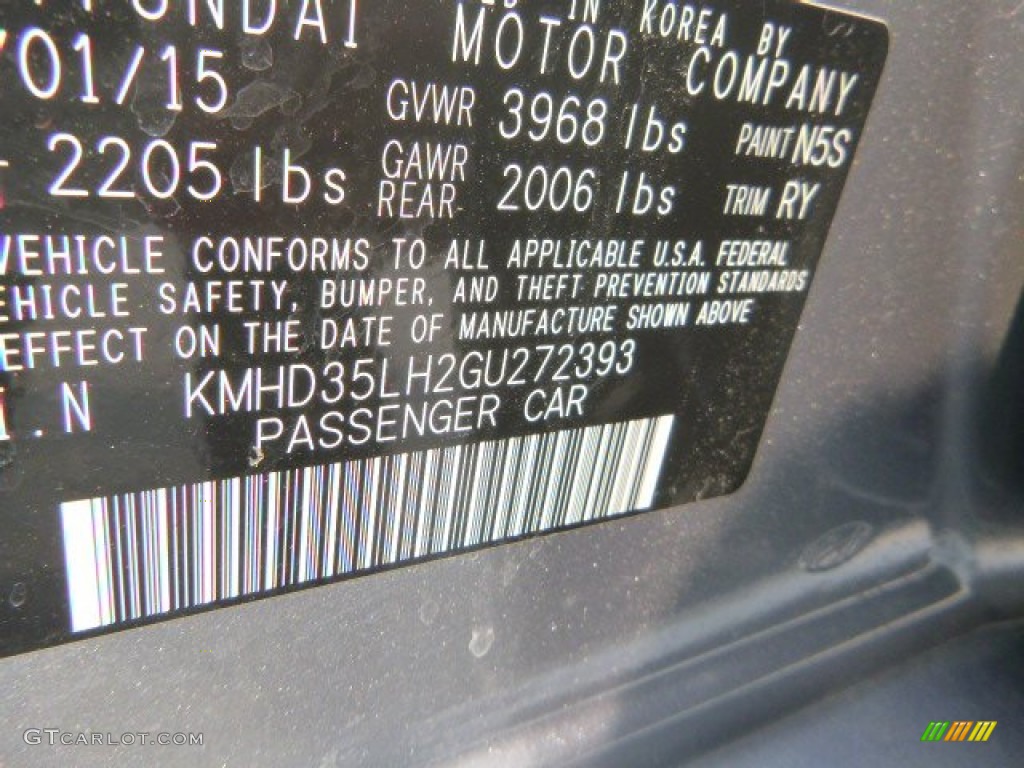 HYUNDAI MOTOR COMPANY
IN KOREA BY
01/15 GVWR 3968 lbs PAINT N5S
2205 lbs GAWR REAR 2006 lbs TRIM RY
VEHICLE CONFORMS TO ALL APPLICABLE U.S.A. FEDERAL
VEHICLE SAFETY, BUMPER, AND THEFT PREVENTION STANDARDS
EFFECT ON THE DATE OF MANUFACTURE SHOWN ABOVE
I.N KMHD35LH2GU272393
PASSENGER CAR
GTCARLOT.COM